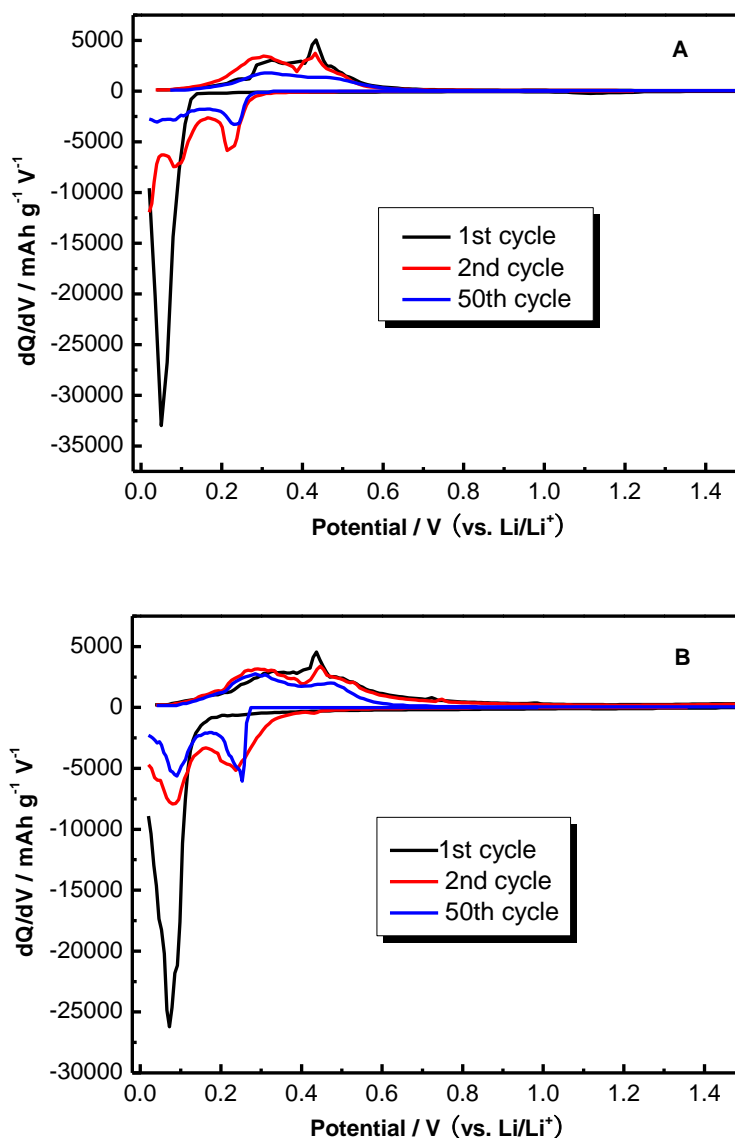 A
5000
0
-5000
-10000
-15000
-20000
-25000
-30000
-35000
dQ/dV / mAh g⁻¹ V⁻¹
1st cycle
2nd cycle
50th cycle
0.0 0.2 0.4 0.6 0.8 1.0 1.2 1.4
Potential / V（vs. Li/Li⁺）
B
5000
0
-5000
-10000
-15000
-20000
-25000
-30000
dQ/dV / mAh g⁻¹ V⁻¹
1st cycle
2nd cycle
50th cycle
0.0 0.2 0.4 0.6 0.8 1.0 1.2 1.4
Potential / V（vs. Li/Li⁺）